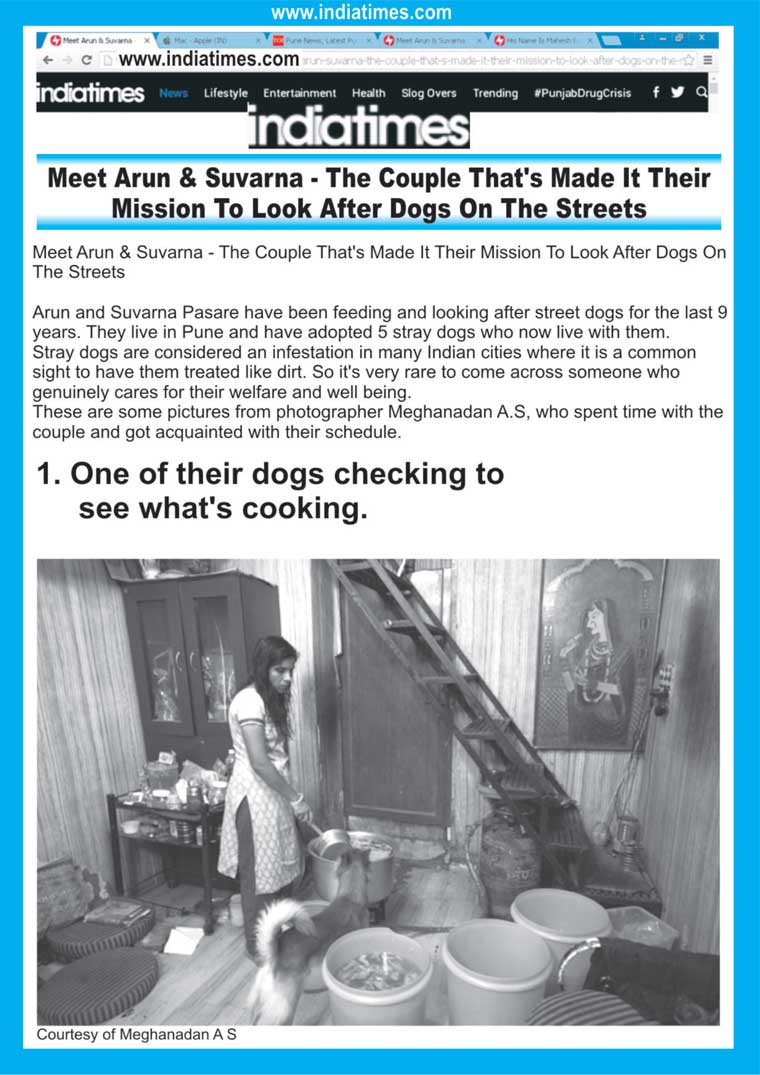 www.indiatimes.com
Meet Arun & Suvarna
Mac - Apple (IN)
Pune News, Latest Pu
Meet Arun & Suvarna
His Name Is Mahesh
www.indiatimes.com arun-suvarna-the-couple-that-s-made-it-their-mission-to-look-after-dogs-on-the-s
indiatimes News Lifestyle Entertainment Health Slog Overs Trending #PunjabDrugCrisis
indiatimes
Meet Arun & Suvarna - The Couple That's Made It Their
Mission To Look After Dogs On The Streets
Meet Arun & Suvarna - The Couple That's Made It Their Mission To Look After Dogs On
The Streets
Arun and Suvarna Pasare have been feeding and looking after street dogs for the last 9
years. They live in Pune and have adopted 5 stray dogs who now live with them.
Stray dogs are considered an infestation in many Indian cities where it is a common
sight to have them treated like dirt. So it's very rare to come across someone who
genuinely cares for their welfare and well being.
These are some pictures from photographer Meghanadan A.S, who spent time with the
couple and got acquainted with their schedule.
1. One of their dogs checking to
see what's cooking.
Courtesy of Meghanadan A S